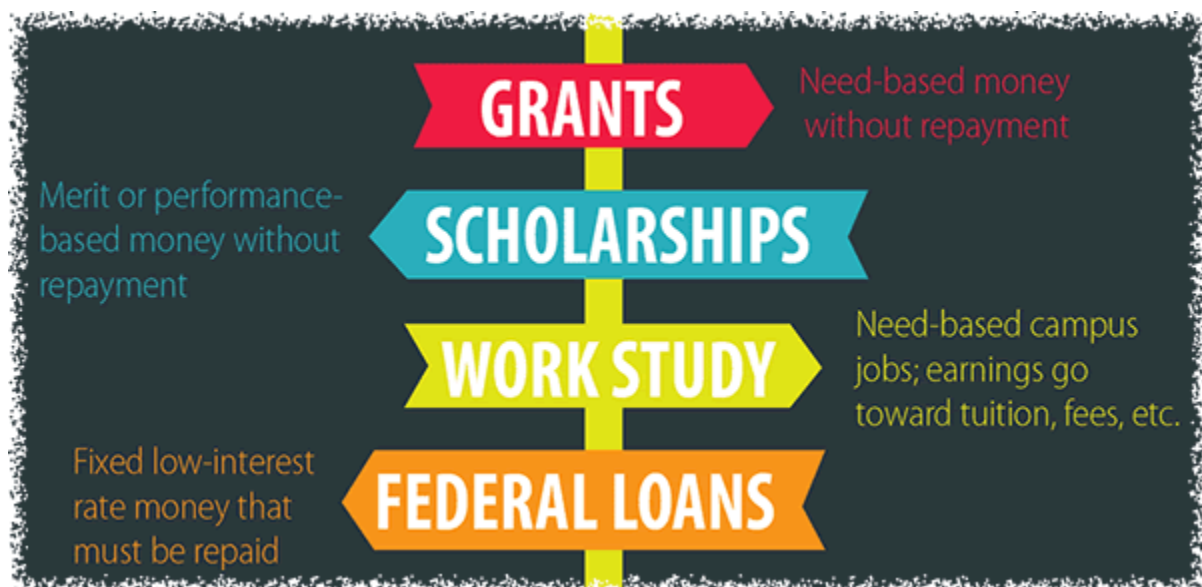 GRANTS
Need-based money
without repayment
SCHOLARSHIPS
Merit or performance-
based money without
repayment
WORK STUDY
Need-based campus
jobs; earnings go
toward tuition, fees, etc.
FEDERAL LOANS
Fixed low-interest
rate money that
must be repaid